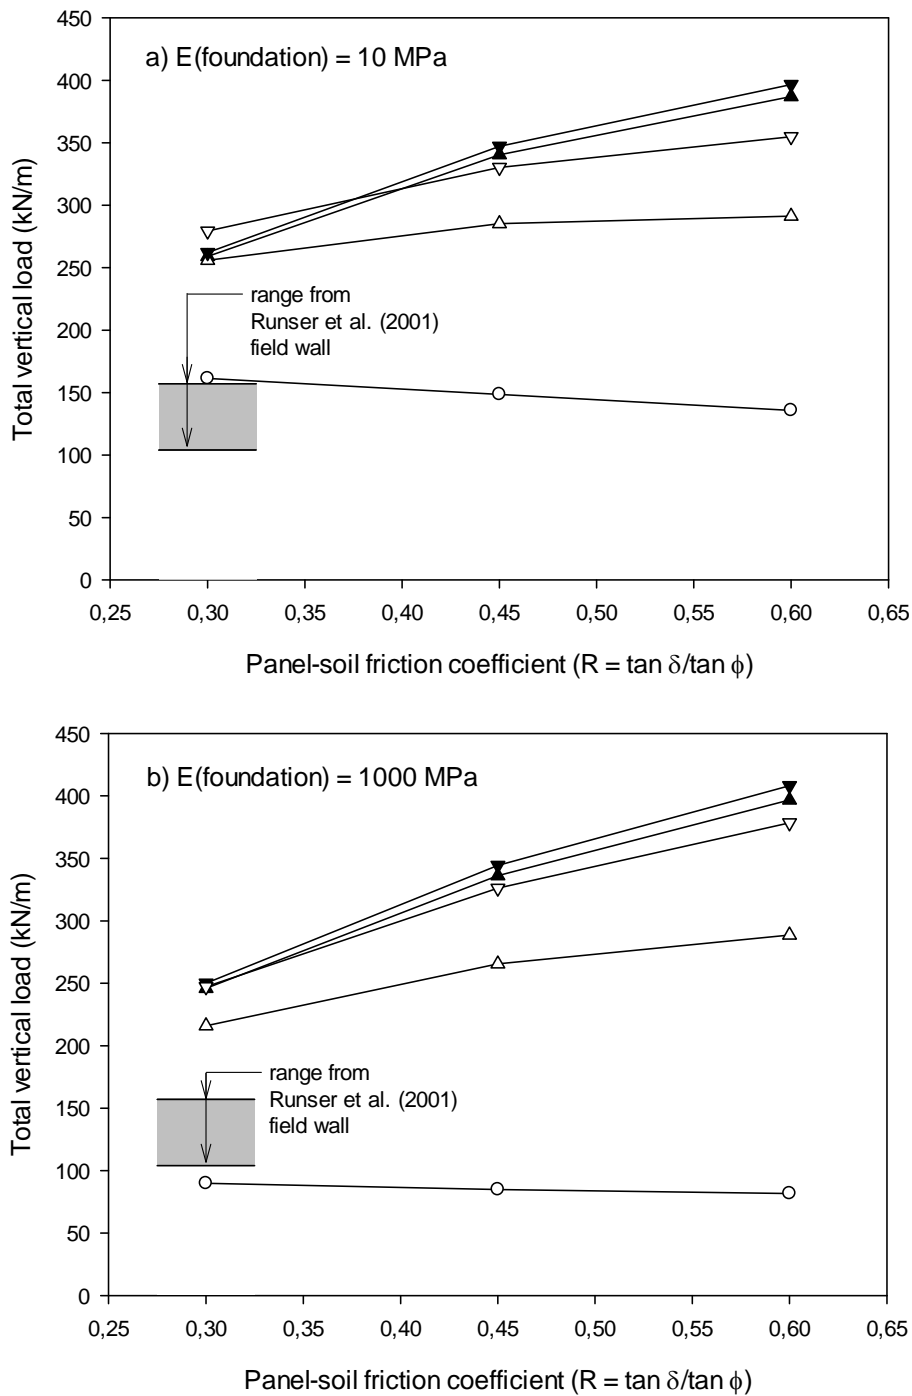 a) E(foundation) = 10 MPa
Total vertical load (kN/m)
450
400
350
300
250
200
150
100
50
0
range from
Runser et al. (2001)
field wall
0,25 0,30 0,35 0,40 0,45 0,50 0,55 0,60 0,65
Panel-soil friction coefficient (R = tan δ/tan ϕ)
b) E(foundation) = 1000 MPa
Total vertical load (kN/m)
450
400
350
300
250
200
150
100
50
0
range from
Runser et al. (2001)
field wall
0,25 0,30 0,35 0,40 0,45 0,50 0,55 0,60 0,65
Panel-soil friction coefficient (R = tan δ/tan ϕ)